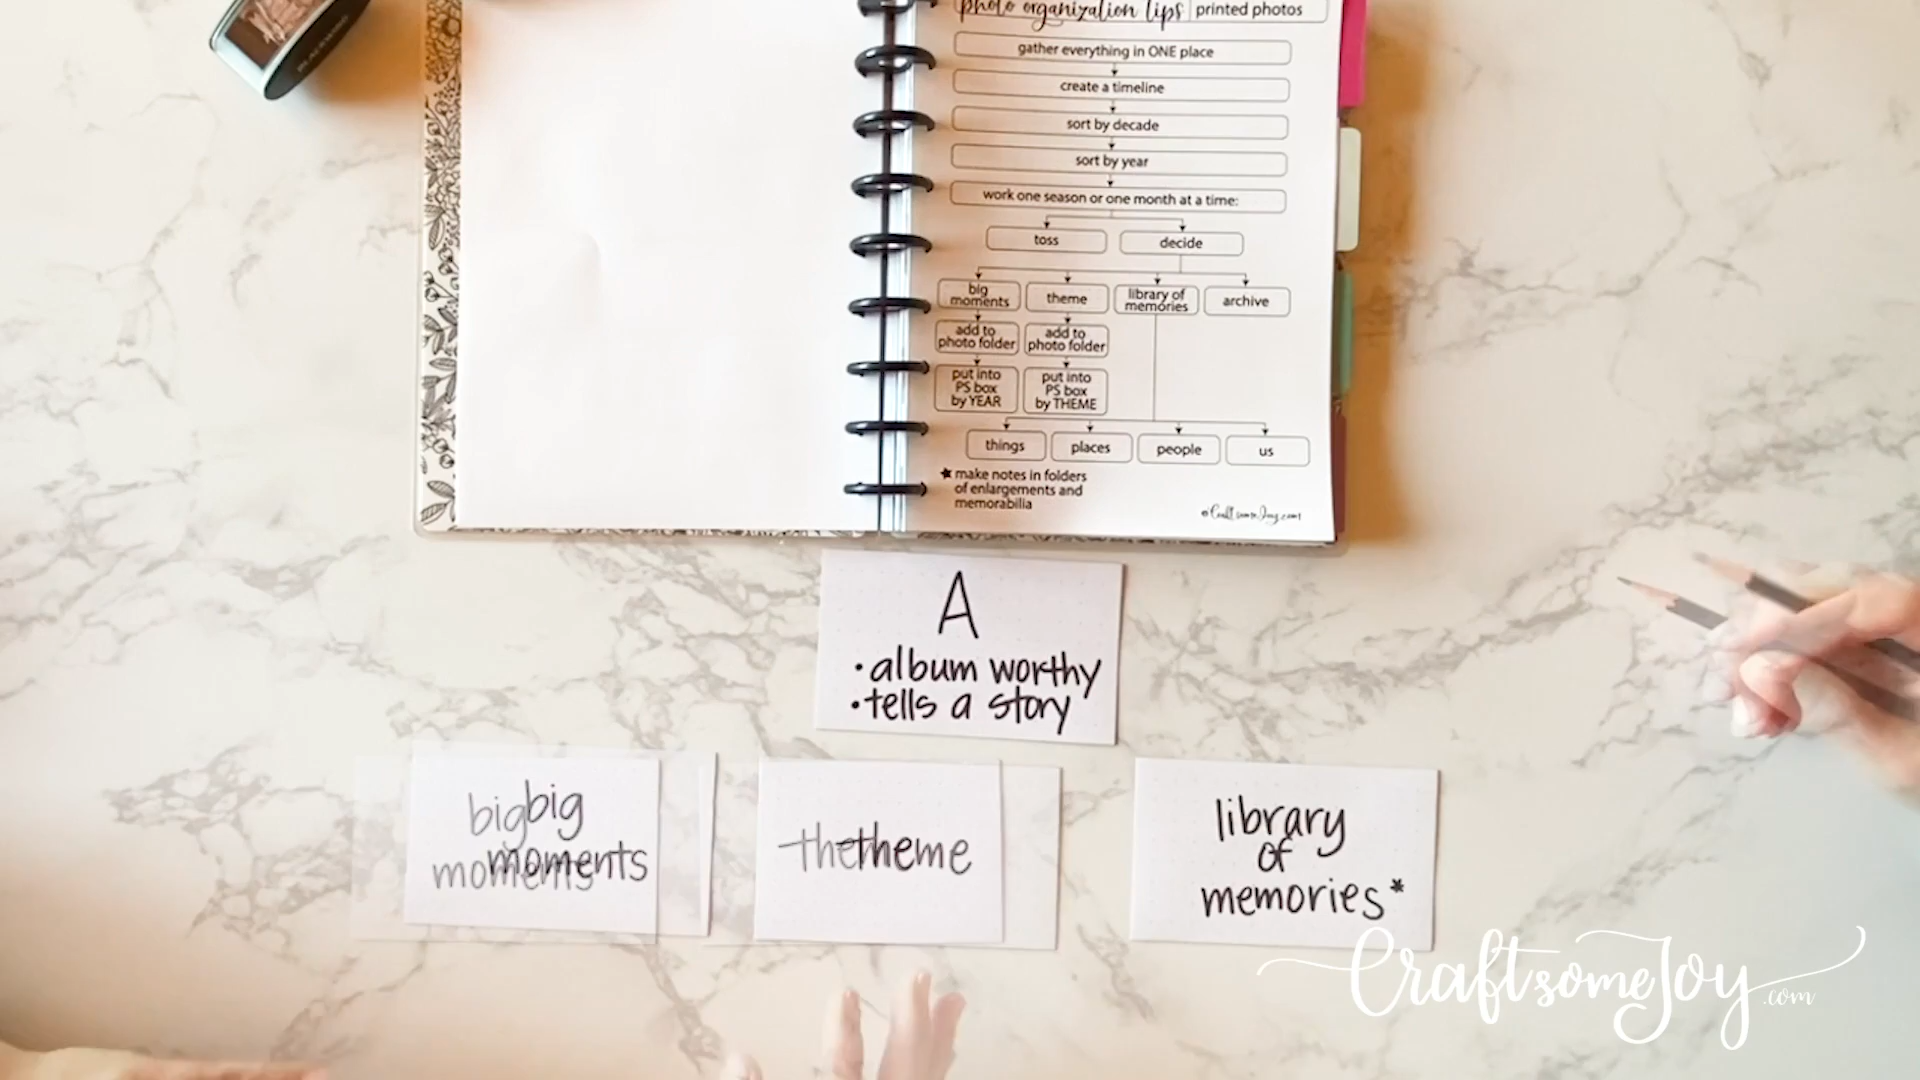 photo organization tips | printed photos
gather everything in ONE place
create a timeline
sort by decade
sort by year
work one season or one month at a time:
toss
decide
big
moments
theme
library of
memories
archive
add to
photo folder
add to
photo folder
put into
PS box
by YEAR
put into
PS box
by THEME
things
places
people
us
★ make notes in folders
of enlargements and
memorabilia
©CraftsomeJoy.com
A
• album worthy
• tells a story
big
moments
theme
library
of
memories*
CraftsomeJoy.com